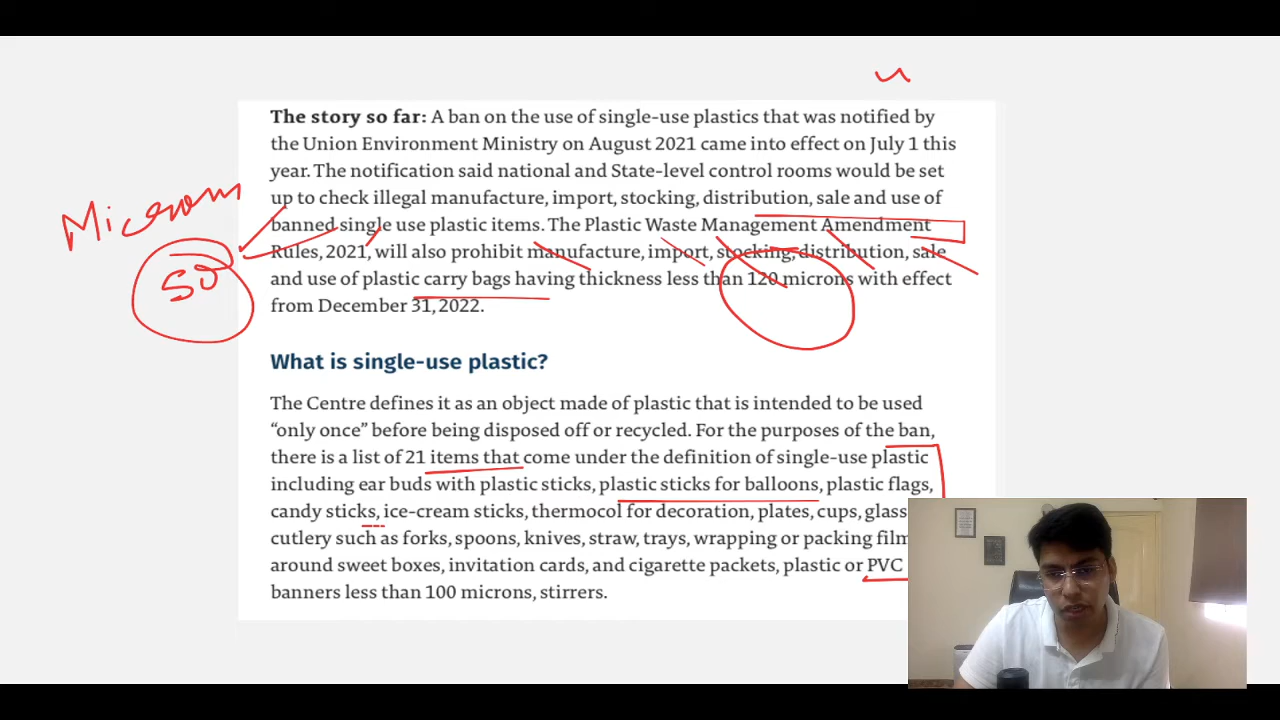 The story so far: A ban on the use of single-use plastics that was notified by
the Union Environment Ministry on August 2021 came into effect on July 1 this
year. The notification said national and State-level control rooms would be set
up to check illegal manufacture, import, stocking, distribution, sale and use of
banned single use plastic items. The Plastic Waste Management Amendment
Rules, 2021, will also prohibit manufacture, import, stocking, distribution, sale
and use of plastic carry bags having thickness less than 120 microns with effect
from December 31, 2022.
Microns
50
What is single-use plastic?
The Centre defines it as an object made of plastic that is intended to be used
“only once” before being disposed off or recycled. For the purposes of the ban,
there is a list of 21 items that come under the definition of single-use plastic
including ear buds with plastic sticks, plastic sticks for balloons, plastic flags,
candy sticks, ice-cream sticks, thermocol for decoration, plates, cups,
cutlery such as forks, spoons, knives, straw, trays, wrapping or packing
around sweet boxes, invitation cards, and cigarette packets, plastic or PVC
banners less than 100 microns, stirrers.